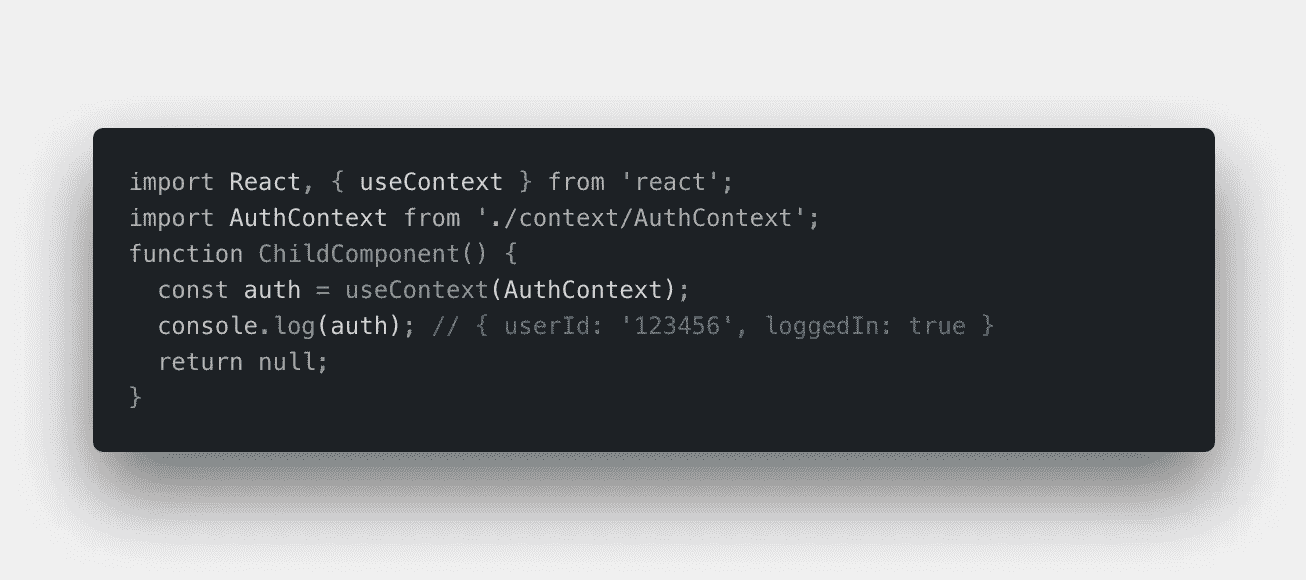 import React, { useContext } from 'react';
import AuthContext from './context/AuthContext';
function ChildComponent() {
  const auth = useContext(AuthContext);
  console.log(auth); // { userId: '123456', loggedIn: true }
  return null;
}